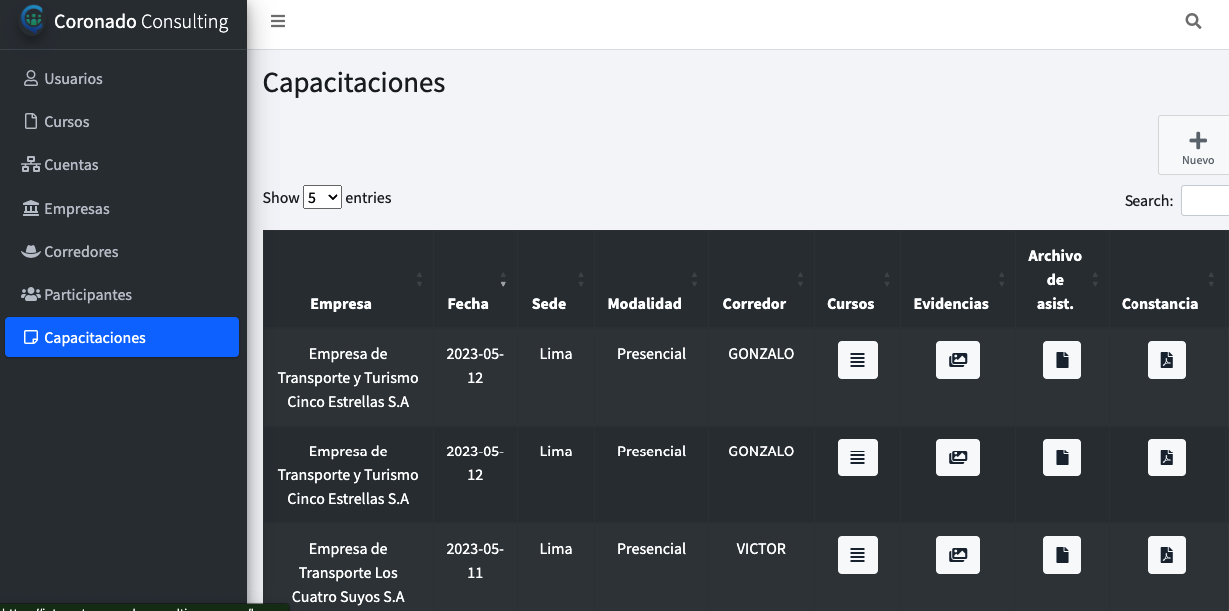 Coronado Consulting
Usuarios
Cursos
Cuentas
Empresas
Corredores
Participantes
Capacitaciones
Capacitaciones
Nuevo
Show 5 entries
Search:
Empresa Fecha Sede Modalidad Corredor Cursos Evidencias Archivo de asist. Constancia
Empresa de 2023-05- Lima Presencial GONZALO
Transporte y Turismo 12
Cinco Estrellas S.A
Empresa de 2023-05- Lima Presencial GONZALO
Transporte y Turismo 12
Cinco Estrellas S.A
Empresa de 2023-05- Lima Presencial VICTOR
Transporte Los 11
Cuatro Suyos S.A